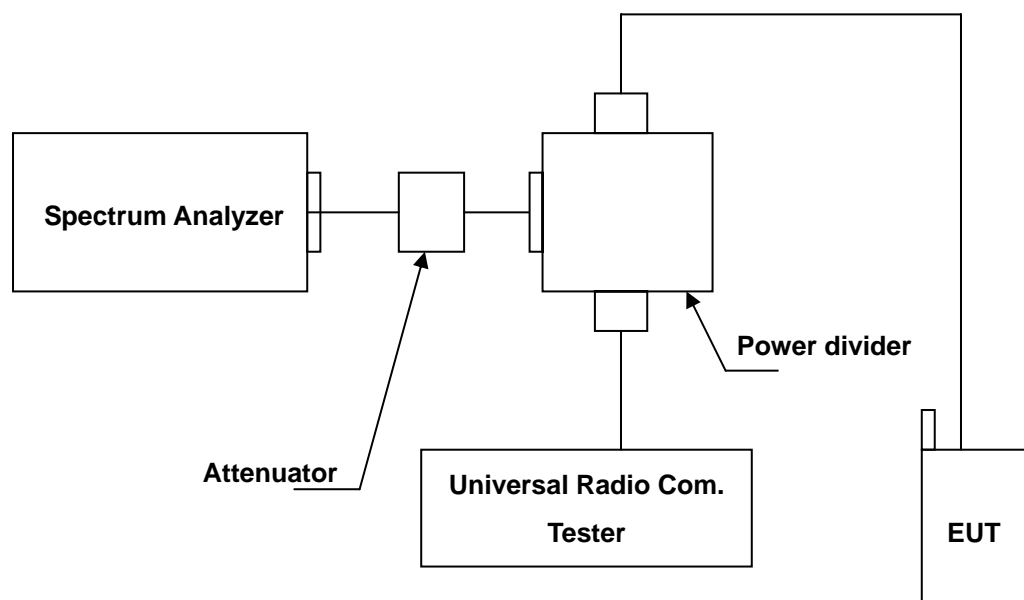 Spectrum Analyzer
Power divider
Attenuator
Universal Radio Com.
Tester
EUT